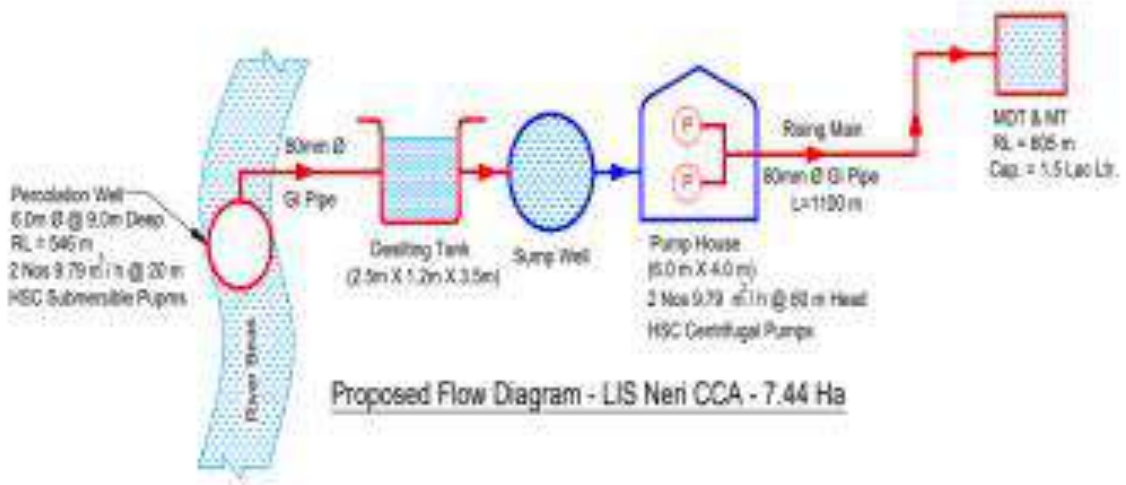 Percolation Well
6.0m Ø @ 9.0m Deep
RL = 546 m
2 Nos 9.79 m³/h @ 20 m
HSC Submersible Pupms
River Beas
80mm Ø
GI Pipe
Desilting Tank
(2.5m X 1.2m X 3.5m)
Sump Well
P
P
Pump House
(6.0 m X 4.0 m)
2 Nos 9.79 m³/h @ 60 m Head
HSC Centrifugal Pumps
Rising Main
80mm Ø GI Pipe
L=1100 m
MDT & MT
RL = 605 m
Cap. = 1.5 Lac Ltr.
Proposed Flow Diagram - LIS Neri CCA - 7.44 Ha